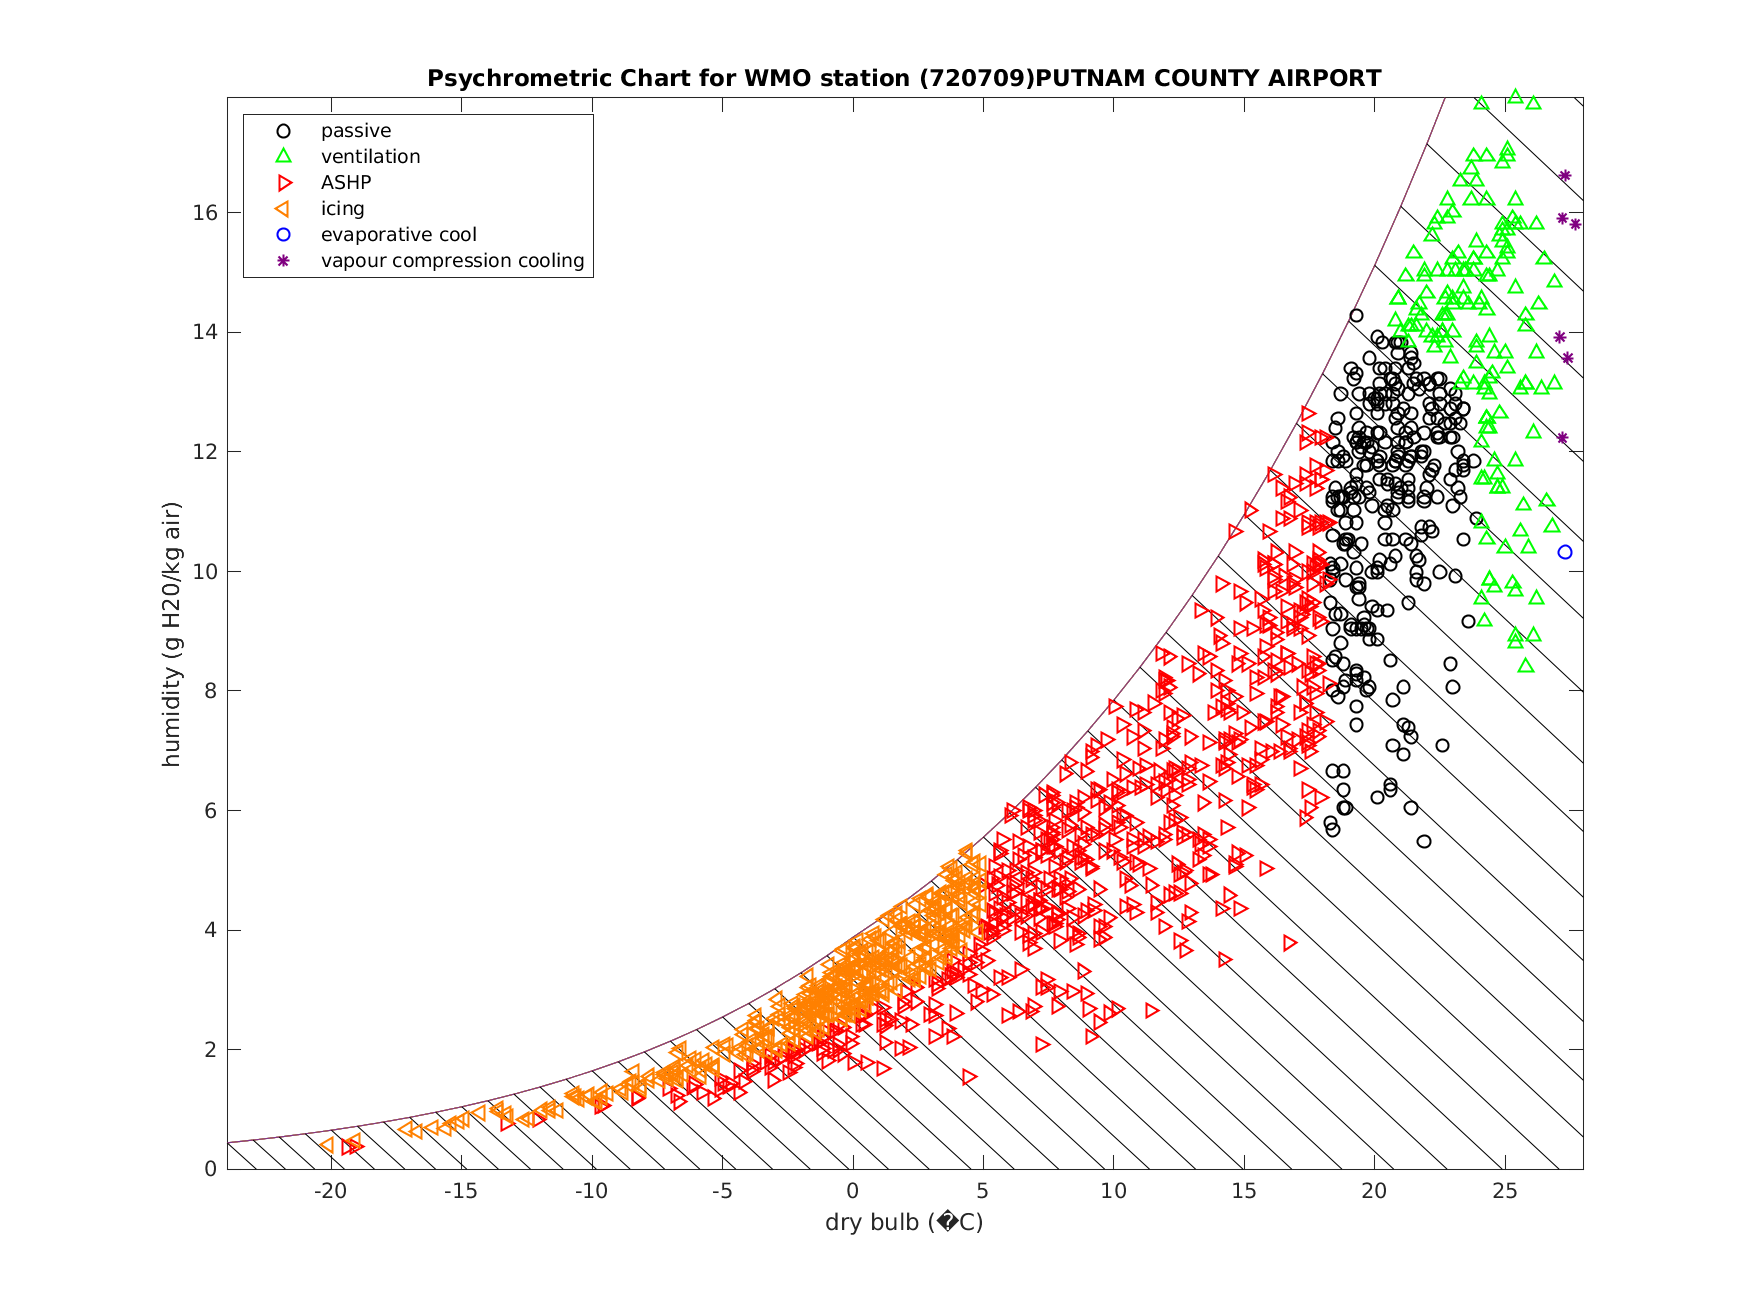 Psychrometric Chart for WMO station (720709)PUTNAM COUNTY AIRPORT
passive
ventilation
ASHP
icing
evaporative cool
vapour compression cooling
humidity (g H20/kg air)
16
14
12
10
8
6
4
2
0
-20 -15 -10 -5 0 5 10 15 20 25
dry bulb (�C)